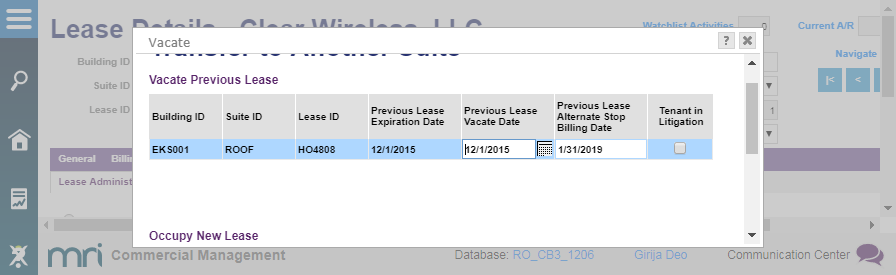 Lease Details - Clear Wireless, LLC
Watchlist Activities
Current A/R
Vacate
?
Transfer to Another Suite
Building ID
Navigate
Vacate Previous Lease
Suite ID
Lease ID
1
Building ID Suite ID Lease ID Previous Lease Expiration Date Previous Lease Vacate Date Previous Lease Alternate Stop Billing Date Tenant in Litigation
EKS001 ROOF HO4808 12/1/2015 12/1/2015 1/31/2019
General
Lease Administ
Occupy New Lease
mri Commercial Management
Database: RO_CB3_1206
Girija Deo
Communication Center